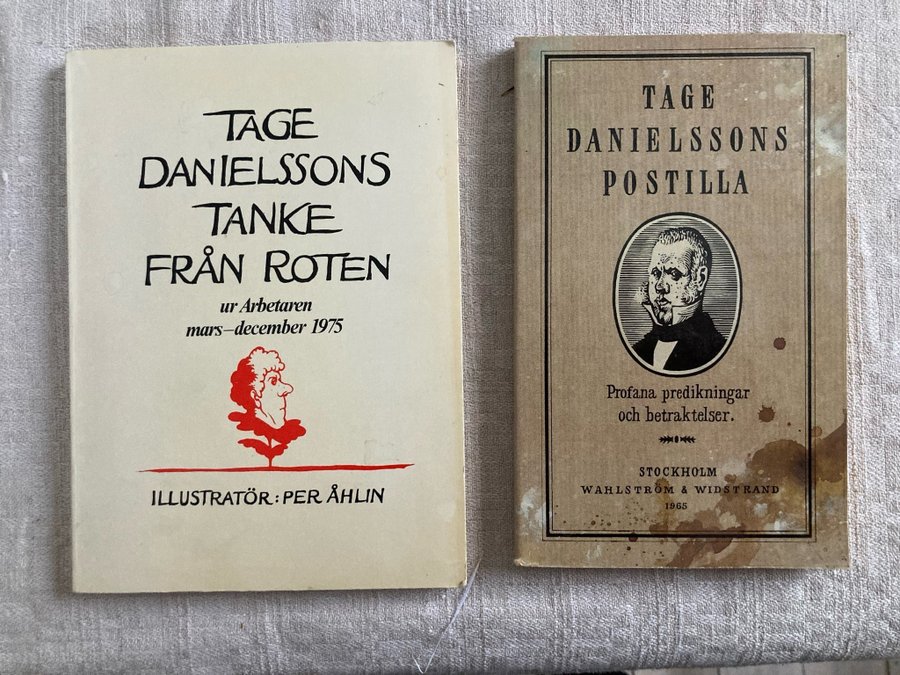 TAGE
DANIELSSONS
TANKE
FRÅN ROTEN
ur Arbetaren
mars–december 1975
ILLUSTRATÖR: PER ÅHLIN
TAGE
DANIELSSONS
POSTILLA
Profana predikningar
och betraktelser.
STOCKHOLM
WAHLSTRÖM & WIDSTRAND
1965